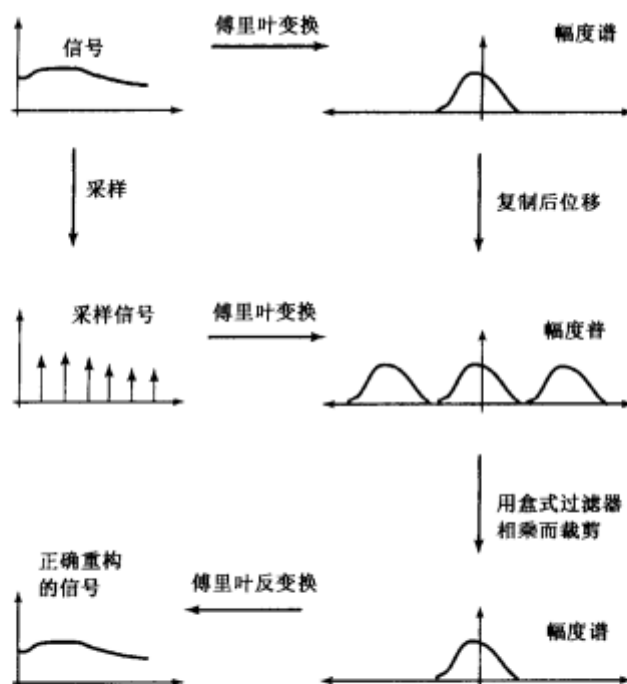 信号
傅里叶变换
幅度谱
采样
复制后位移
采样信号
傅里叶变换
幅度普
用盒式过滤器
相乘而裁剪
正确重构
的信号
傅里叶反变换
幅度谱